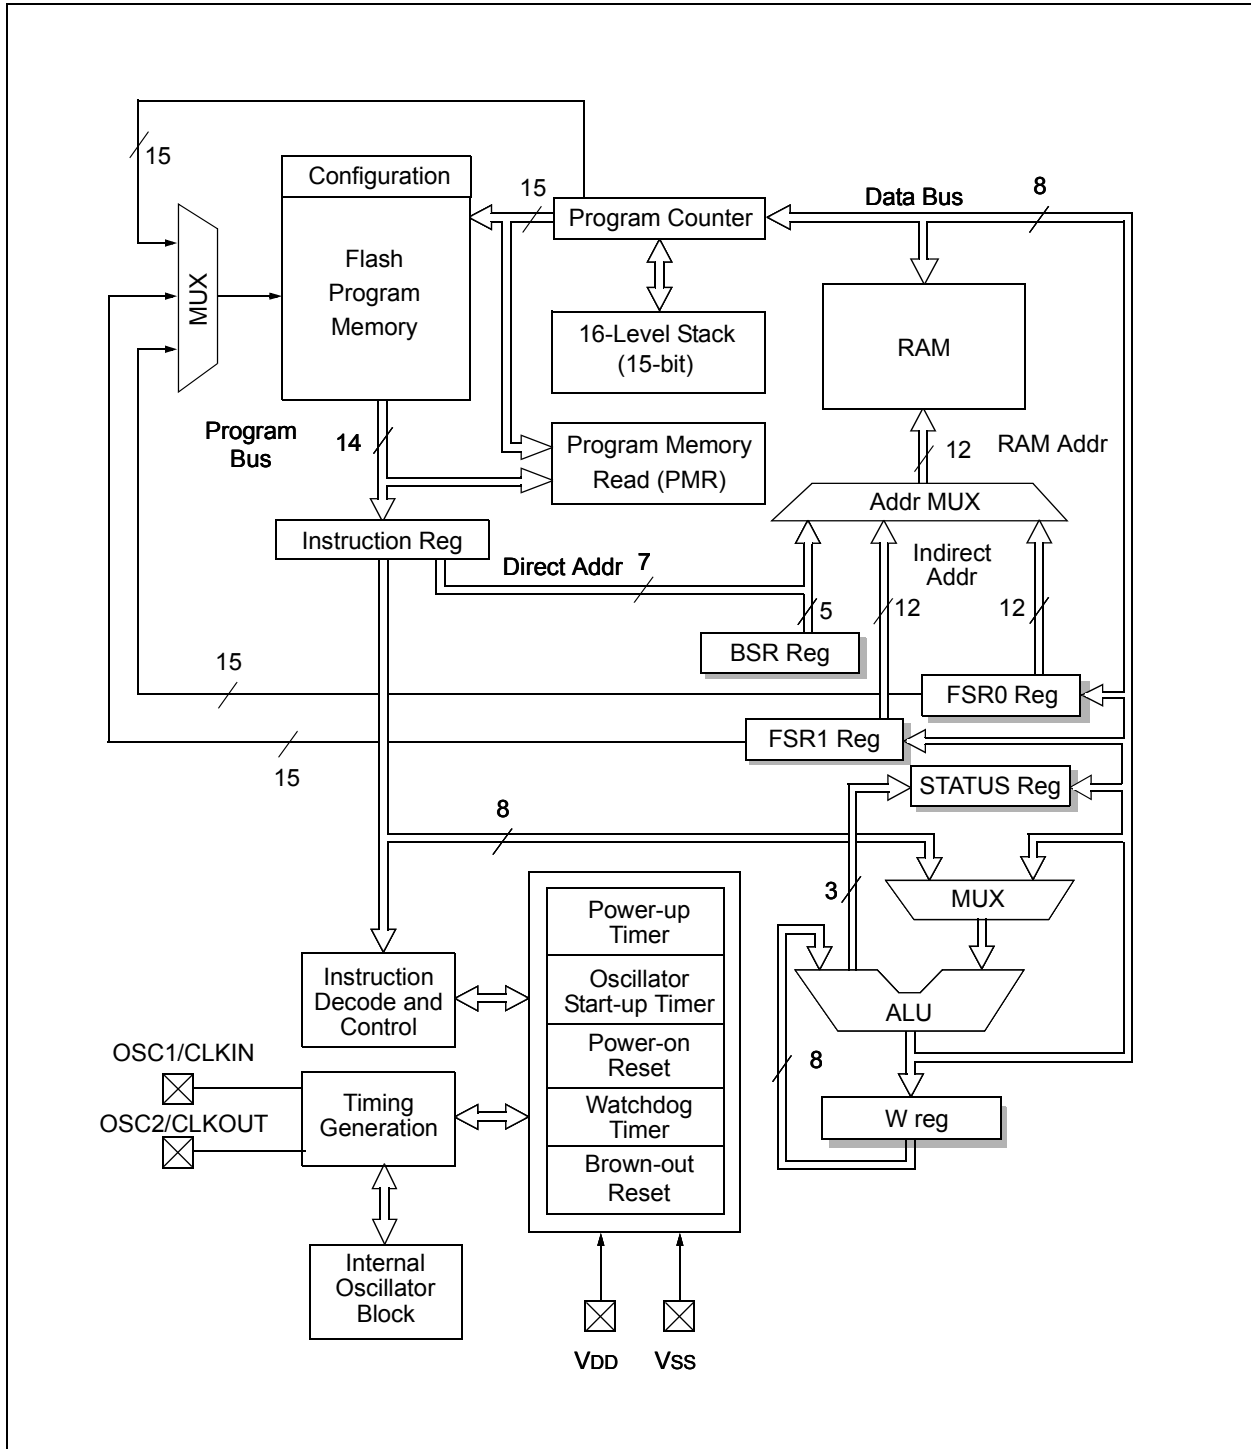 15
Configuration
Flash
Program
Memory
MUX
15
Program Counter
Data Bus
8
16-Level Stack
(15-bit)
RAM
Program
Bus
14
Program Memory
Read (PMR)
12
RAM Addr
Addr MUX
Instruction Reg
Direct Addr
7
Indirect
Addr
5
12
12
BSR Reg
15
FSR0 Reg
FSR1 Reg
15
STATUS Reg
8
3
MUX
Power-up
Timer
Oscillator
Start-up Timer
Power-on
Reset
Watchdog
Timer
Brown-out
Reset
Instruction
Decode and
Control
ALU
8
OSC1/CLKIN
OSC2/CLKOUT
Timing
Generation
W reg
Internal
Oscillator
Block
VDD
VSS